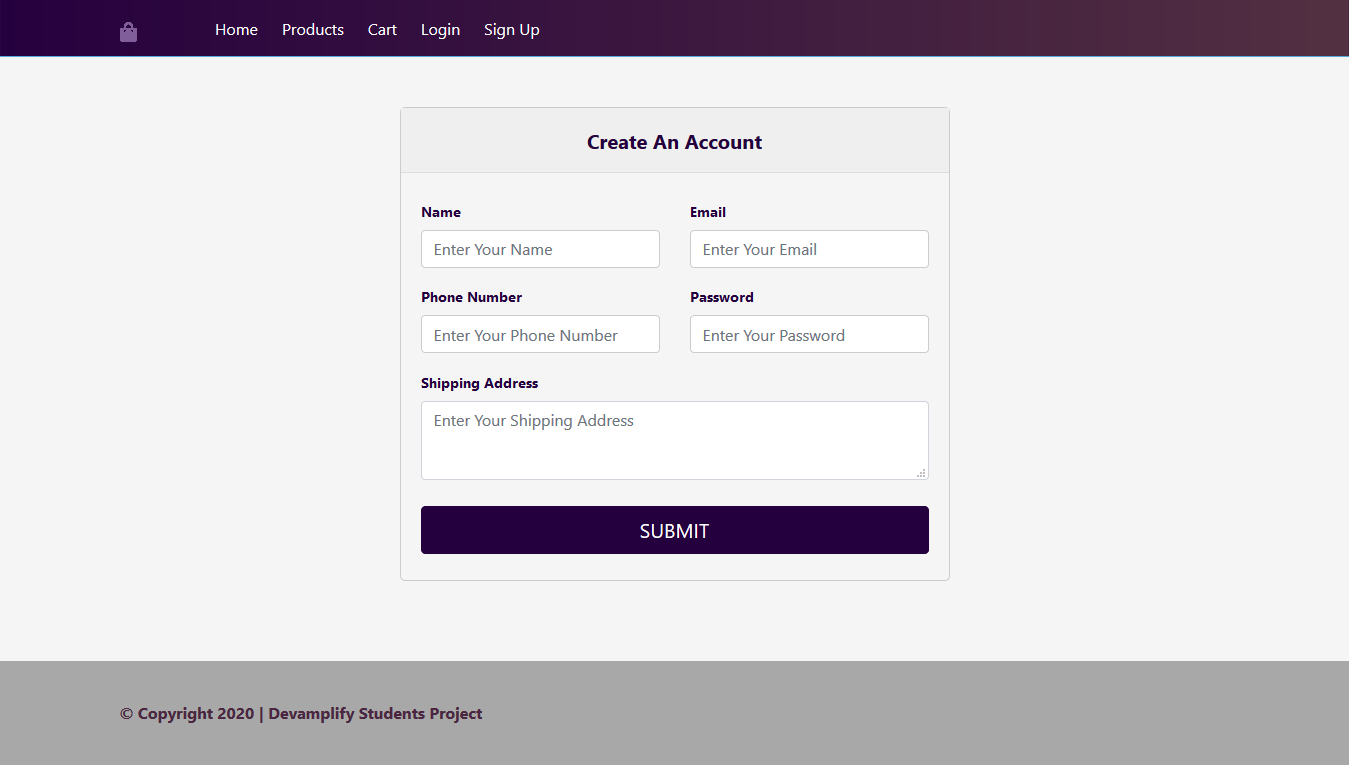 Home Products Cart Login Sign Up
Create An Account
Name Email
Enter Your Name Enter Your Email
Phone Number Password
Enter Your Phone Number Enter Your Password
Shipping Address
Enter Your Shipping Address
SUBMIT
© Copyright 2020 | Devamplify Students Project